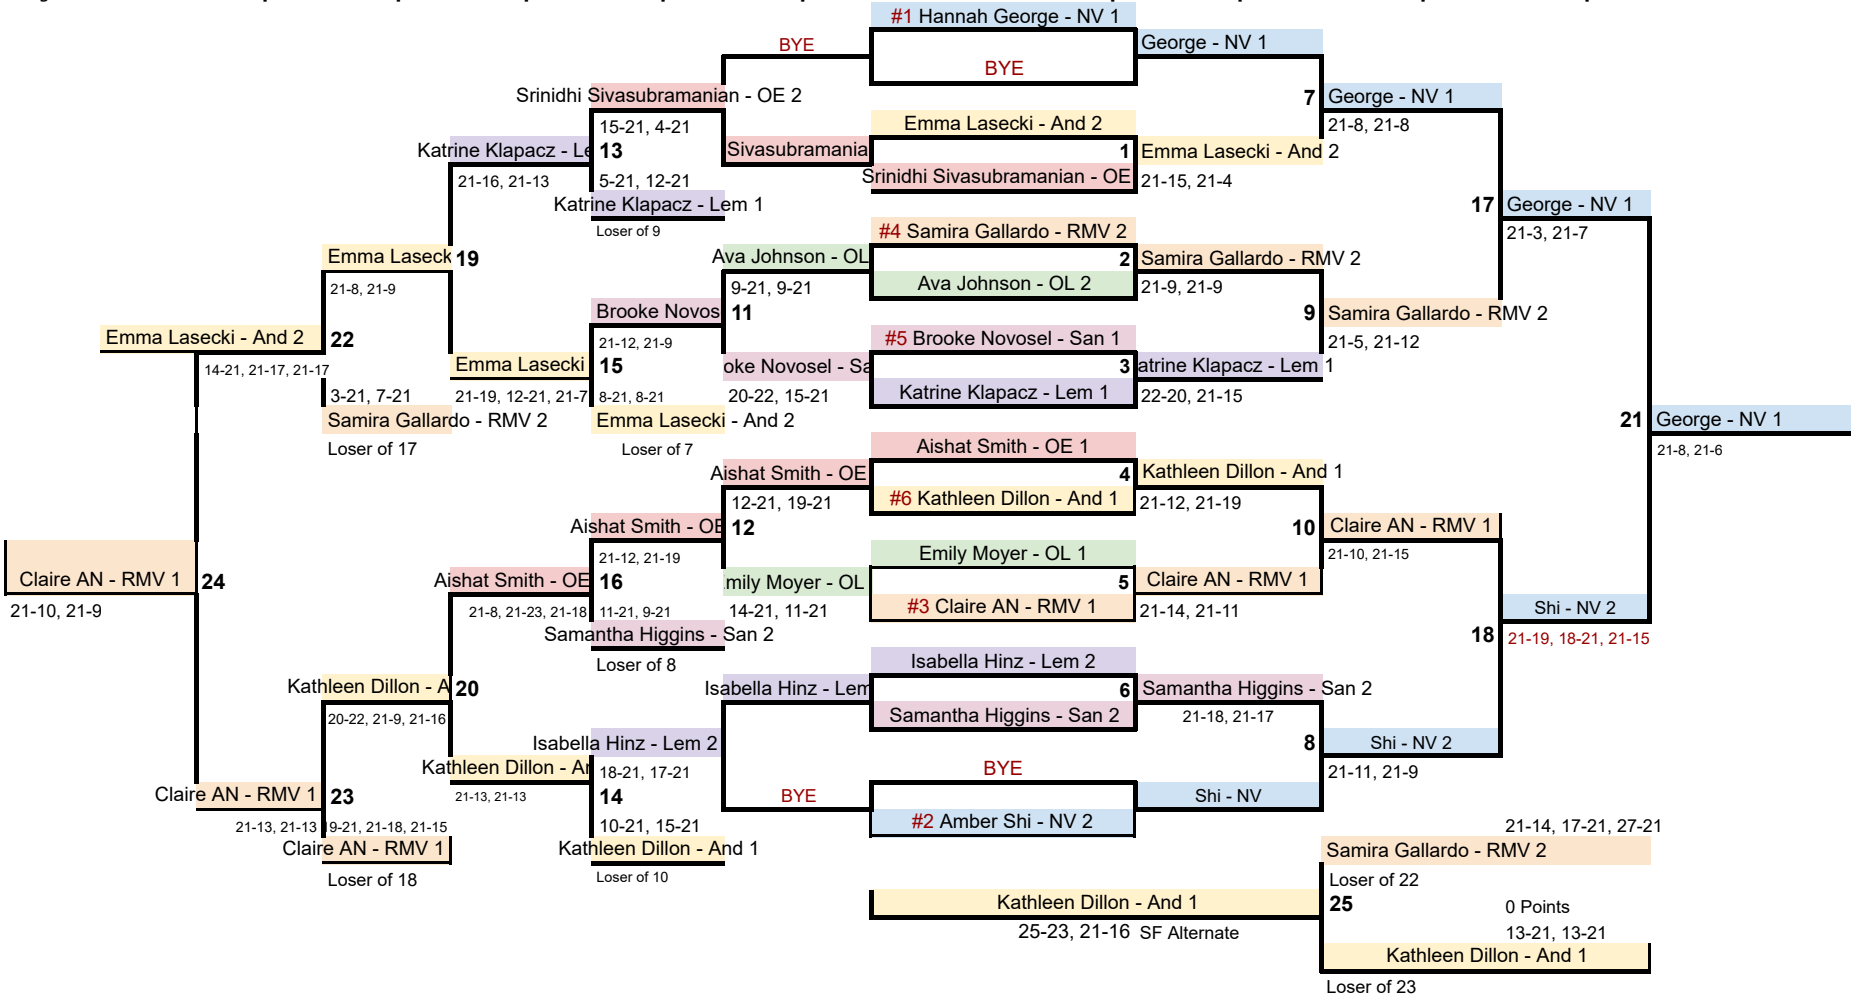 #1 Hannah George - NV 1
BYE
George - NV 1
BYE
Srinidhi Sivasubramanian - OE 2
7
George - NV 1
15-21, 4-21
Emma Lasecki - And 2
21-8, 21-8
Katrine Klapacz - Le
13
Sivasubramania
1
Emma Lasecki - And 2
21-16, 21-13
5-21, 12-21
Srinidhi Sivasubramanian - OE
21-15, 21-4
Katrine Klapacz - Lem 1
17
George - NV 1
Loser of 9
#4 Samira Gallardo - RMV 2
21-3, 21-7
Emma Laseck
19
Ava Johnson - OL
2
Samira Gallardo - RMV 2
21-8, 21-9
9-21, 9-21
Ava Johnson - OL 2
21-9, 21-9
Brooke Novos
11
9
Samira Gallardo - RMV 2
Emma Lasecki - And 2
22
21-12, 21-9
#5 Brooke Novosel - San 1
21-5, 21-12
14-21, 21-17, 21-17
Emma Lasecki
15
oke Novosel - Sa
3
atrine Klapacz - Lem 1
3-21, 7-21
21-19, 12-21, 21-7
8-21, 8-21
20-22, 15-21
Katrine Klapacz - Lem 1
22-20, 21-15
Samira Gallardo - RMV 2
Emma Lasecki - And 2
21
George - NV 1
Loser of 17
Loser of 7
Aishat Smith - OE 1
21-8, 21-6
Aishat Smith - OE
4
Kathleen Dillon - And 1
12-21, 19-21
#6 Kathleen Dillon - And 1
21-12, 21-19
Aishat Smith - OE
12
10
Claire AN - RMV 1
21-12, 21-19
Emily Moyer - OL 1
21-10, 21-15
Claire AN - RMV 1
24
Aishat Smith - OE
16
mily Moyer - OL
5
Claire AN - RMV 1
21-10, 21-9
21-8, 21-23, 21-18
11-21, 9-21
14-21, 11-21
#3 Claire AN - RMV 1
21-14, 21-11
Shi - NV 2
Samantha Higgins - San 2
18
21-19, 18-21, 21-15
Loser of 8
Isabella Hinz - Lem 2
Kathleen Dillon - A
20
Isabella Hinz - Lem
6
Samantha Higgins - San 2
20-22, 21-9, 21-16
Samantha Higgins - San 2
21-18, 21-17
Isabella Hinz - Lem 2
8
Shi - NV 2
Kathleen Dillon - An
18-21, 17-21
BYE
21-11, 21-9
Claire AN - RMV 1
23
21-13, 21-13
14
BYE
Shi - NV
21-13, 21-13
19-21, 21-18, 21-15
10-21, 15-21
#2 Amber Shi - NV 2
21-14, 17-21, 27-21
Claire AN - RMV 1
Kathleen Dillon - And 1
Samira Gallardo - RMV 2
Loser of 18
Loser of 10
Loser of 22
Kathleen Dillon - And 1
25
0 Points
25-23, 21-16
SF Alternate
13-21, 13-21
Kathleen Dillon - And 1
Loser of 23